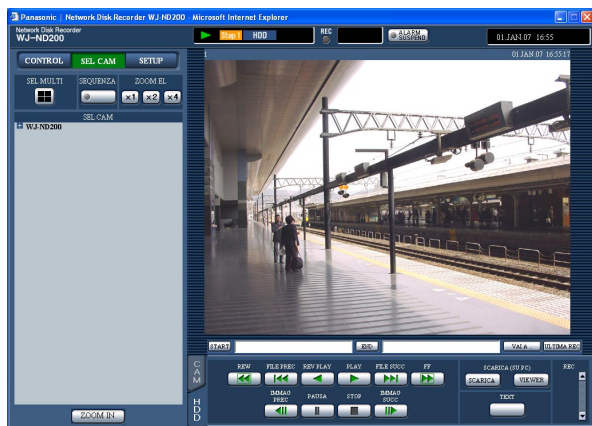 Panasonic | Network Disk Recorder WJ-ND200 - Microsoft Internet Explorer
Network Disk Recorder
WJ-ND200
Step 1 HDD
REC
ALARM
SUSPEND
01.JAN 07 16:55
CONTROL SEL CAM SETUP
SEL MULTI SEQUENZA ZOOM EL
x1 x2 x4
SEL CAM
WJ-ND200
ZOOM IN
1 01.JAN 07 16:55:17
START END VAI A ULTIMA REC
CAM
HDD
REW FILE PREC REV PLAY PLAY FILE SUCC FF
IMMAG
PREC PAUSA STOP IMMAG
SUCC
SCARICA (SU PC)
SCARICA VIEWER
TEXT
REC